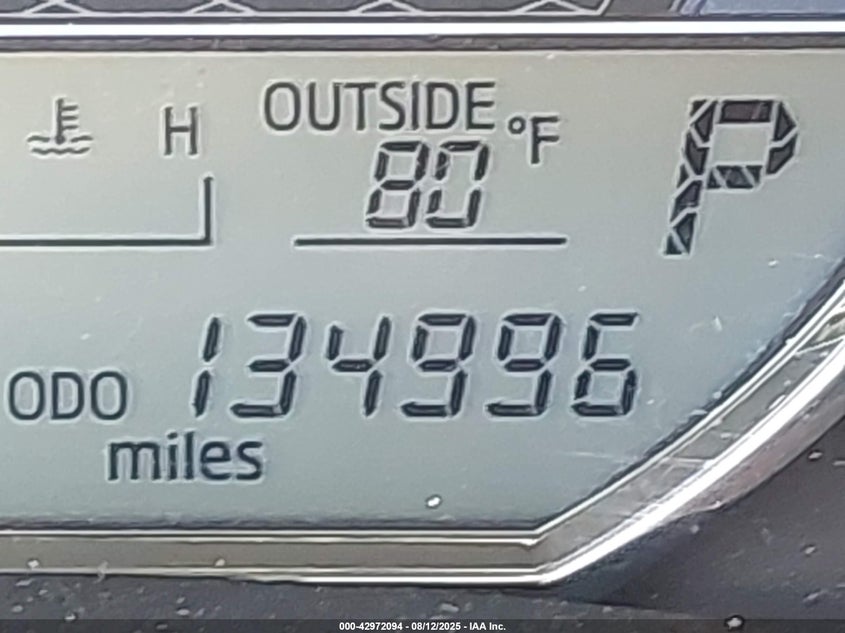 H
OUTSIDE
80 °F
P
ODO 134996
miles
000-42972094 - 08/12/2025 - IAA Inc.